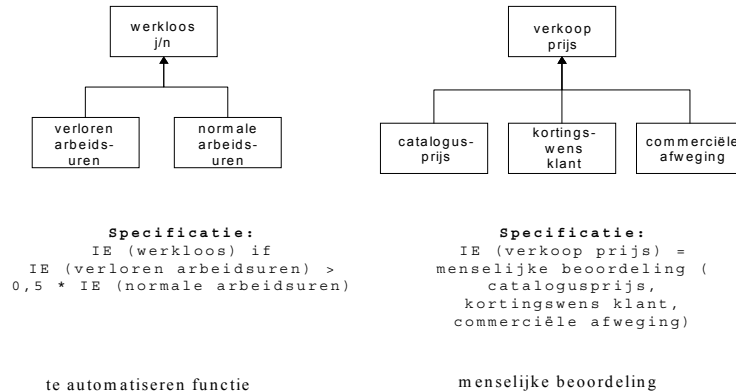 werkloos
j/n
verloren
arbeids-
uren
normale
arbeids-
uren
Specificatie:
IE (werkloos) if
IE (verloren arbeidsuren) >
0,5 * IE (normale arbeidsuren)
te automatiseren functie
verkoop
prijs
catalogus-
prijs
kortings-
wens
klant
commerciële
afweging
Specificatie:
IE (verkoop prijs) =
menselijke beoordeling (
catalogusprijs,
kortingswens klant,
commerciële afweging)
menselijke beoordeling